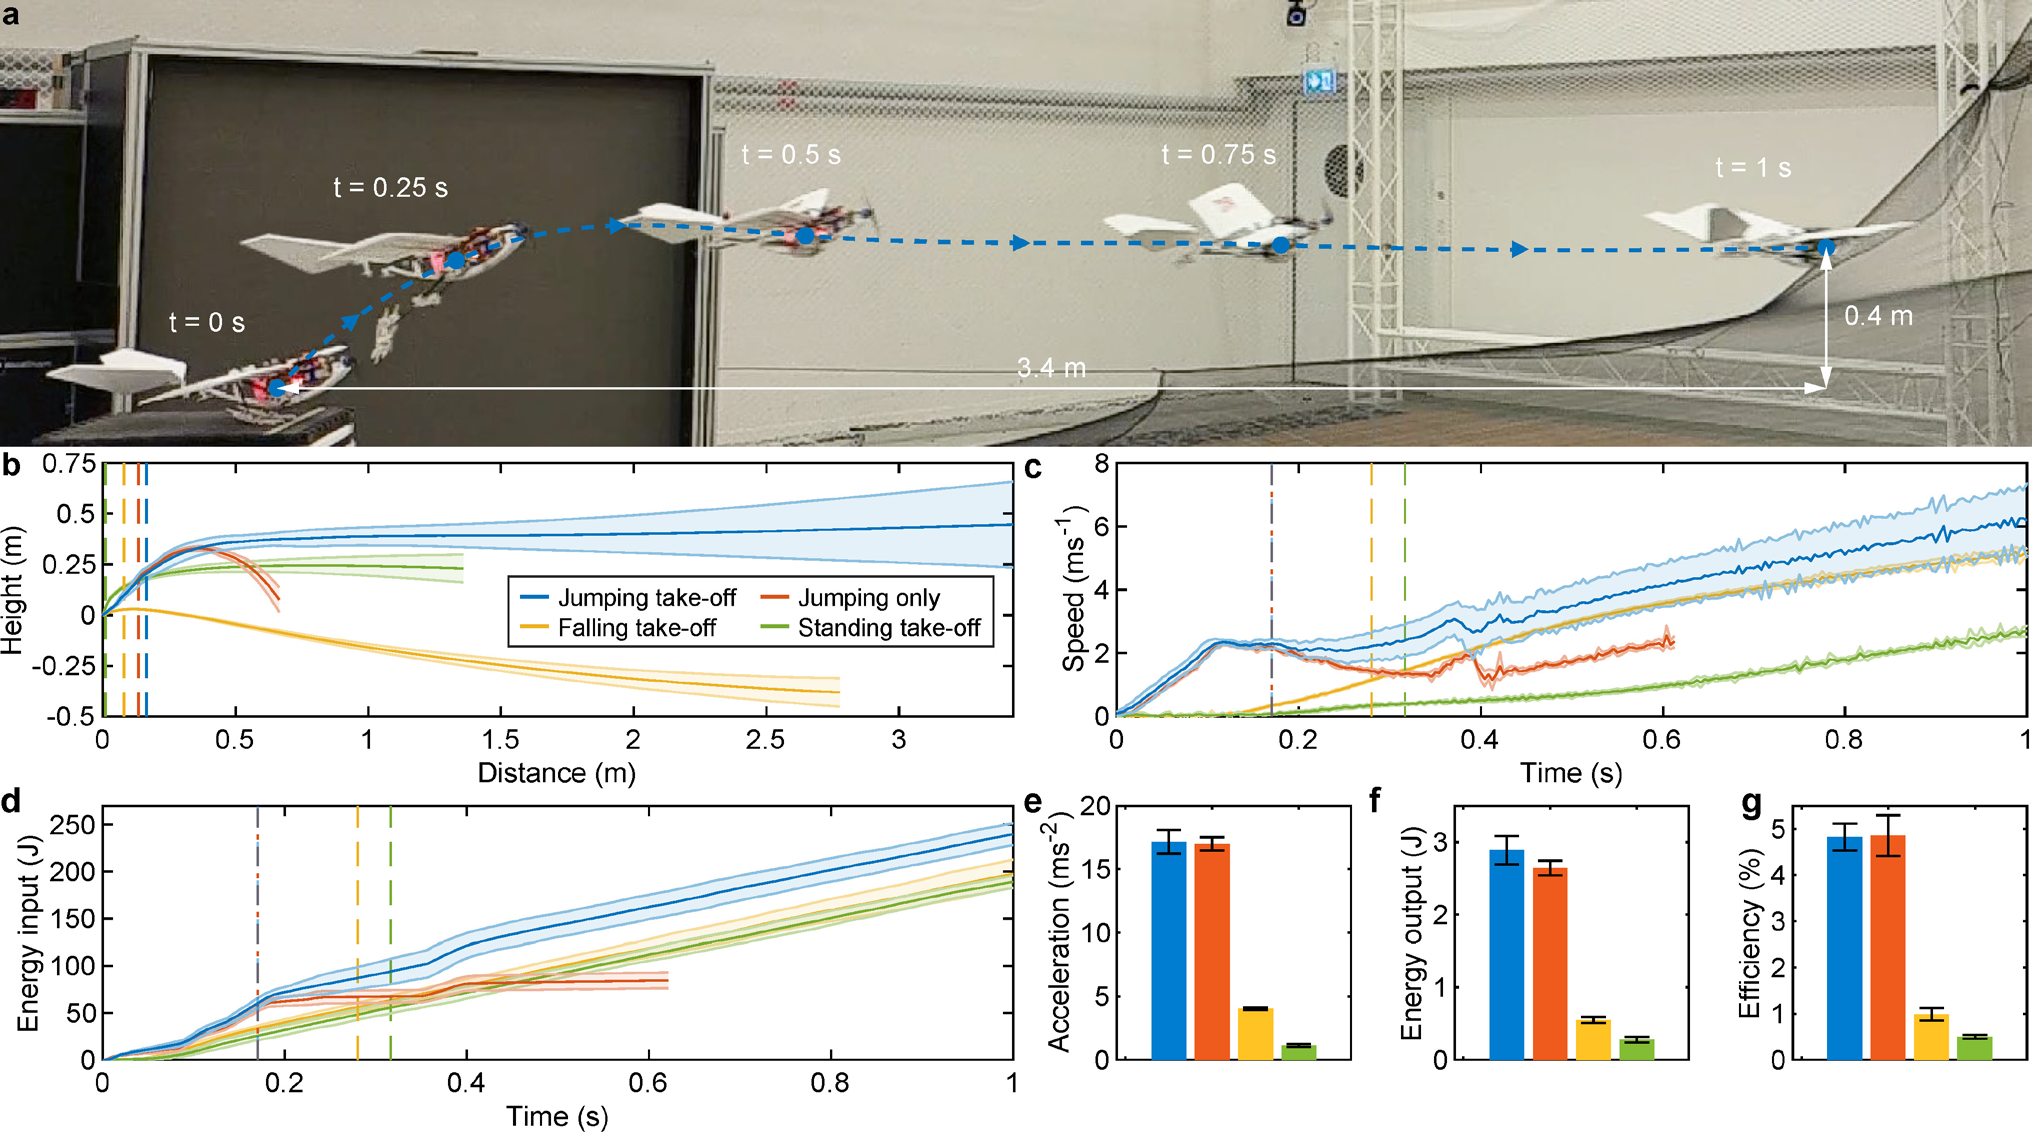 a
t = 0 s
t = 0.25 s
t = 0.5 s
t = 0.75 s
t = 1 s
3.4 m
0.4 m
b
Height (m)
0.75
0.5
0.25
0
-0.25
-0.5
0 0.5 1 1.5 2 2.5 3
Distance (m)
Jumping take-off Jumping only
Falling take-off Standing take-off
c
Speed (ms-1)
8
6
4
2
0
0 0.2 0.4 0.6 0.8 1
Time (s)
d
Energy input (J)
250
200
150
100
50
0
0 0.2 0.4 0.6 0.8 1
Time (s)
e
Acceleration (ms-2)
20
15
10
5
0
f
Energy output (J)
3
2
1
0
g
Efficiency (%)
5
4
3
2
1
0